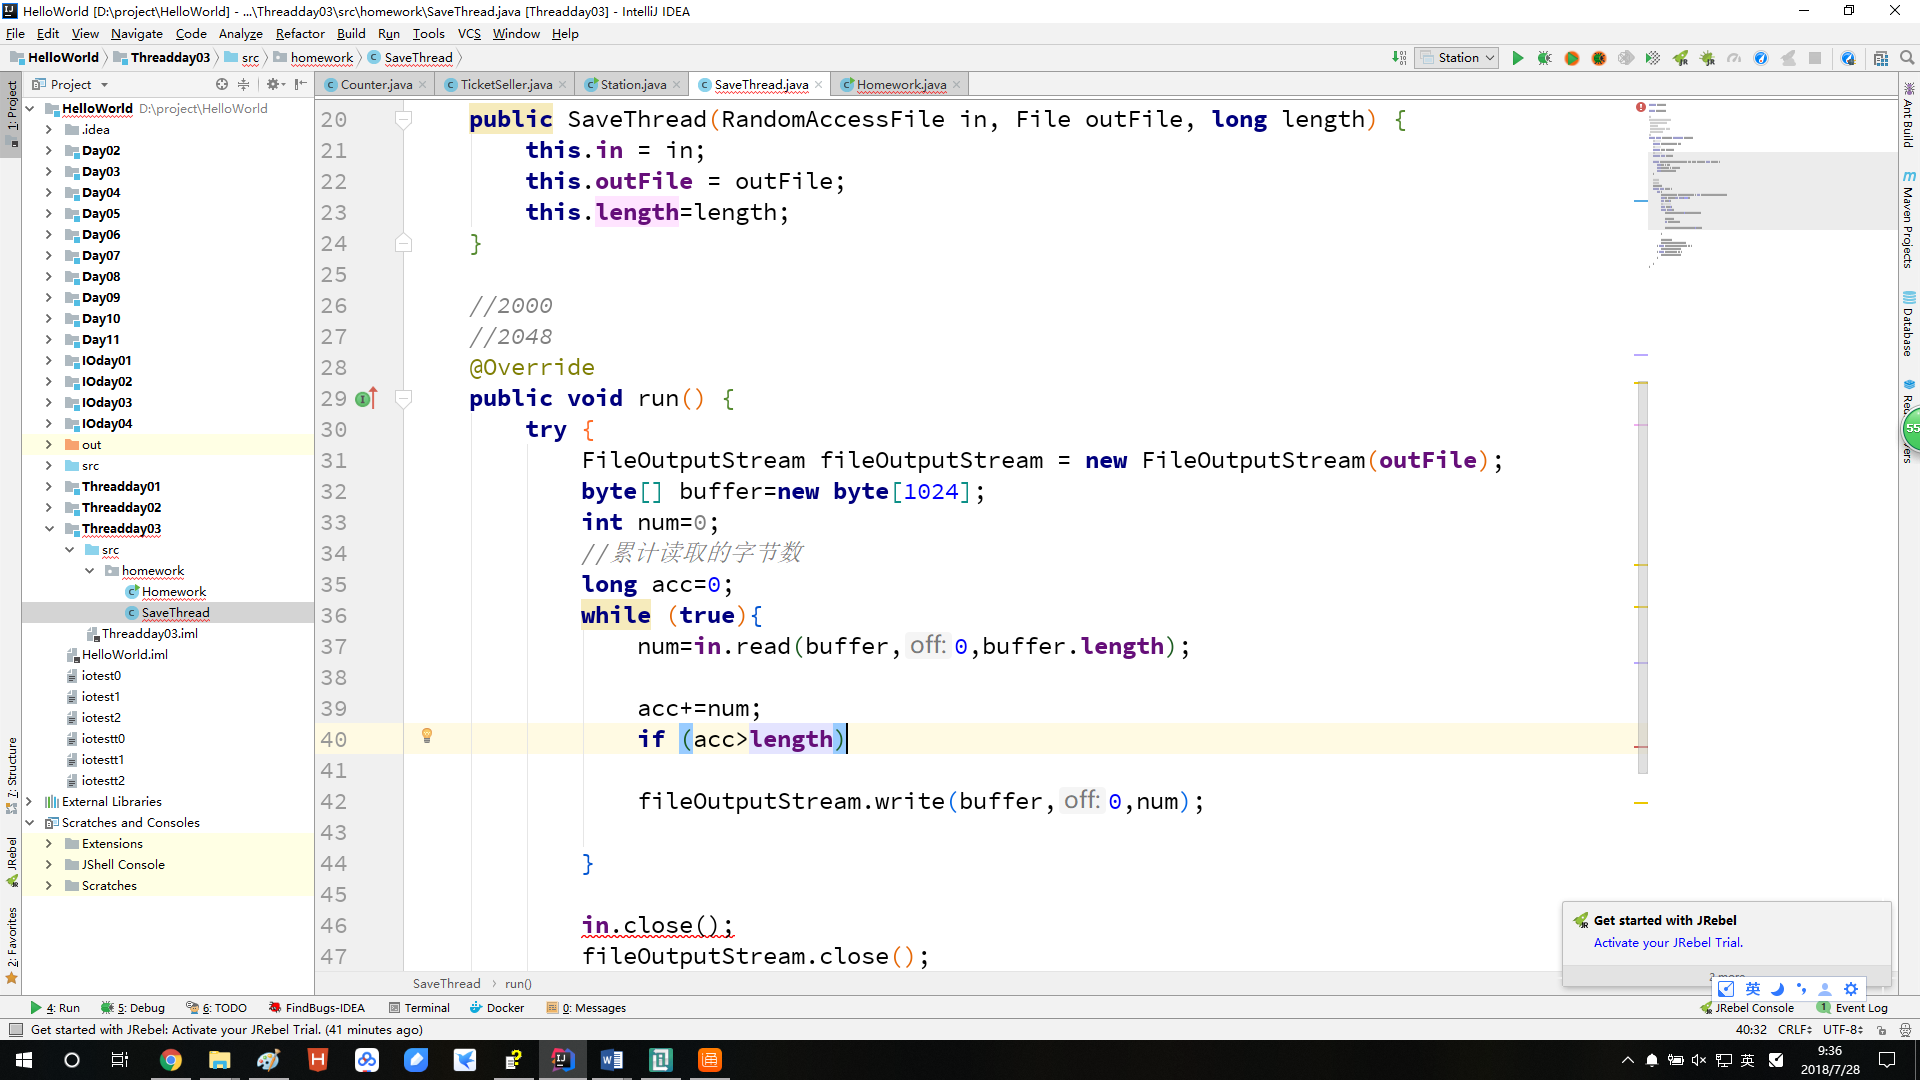 HelloWorld [D:\project\HelloWorld] - ...\Threadday03\src\homework\SaveThread.java [Threadday03] - IntelliJ IDEA
File Edit View Navigate Code Analyze Refactor Build Run Tools VCS Window Help
HelloWorld Threadday03 src homework SaveThread
Station
Project
Counter.java TicketSeller.java Station.java SaveThread.java Homework.java
1: Project
7: Structure
JRebel
2: Favorites
HelloWorld D:\project\HelloWorld
.idea
Day02
Day03
Day04
Day05
Day06
Day07
Day08
Day09
Day10
Day11
IOday01
IOday02
IOday03
IOday04
out
src
Threadday01
Threadday02
Threadday03
src
homework
Homework
SaveThread
Threadday03.iml
HelloWorld.iml
iotest0
iotest1
iotest2
iotestt0
iotestt1
iotestt2
External Libraries
Scratches and Consoles
Extensions
JShell Console
Scratches
20 public SaveThread(RandomAccessFile in, File outFile, long length) {
21 this.in = in;
22 this.outFile = outFile;
23 this.length=length;
24 }
25
26 //2000
27 //2048
28 @Override
29 public void run() {
30 try {
31 FileOutputStream fileOutputStream = new FileOutputStream(outFile);
32 byte[] buffer=new byte[1024];
33 int num=0;
34 //累计读取的字节数
35 long acc=0;
36 while (true){
37 num=in.read(buffer, off: 0,buffer.length);
38
39 acc+=num;
40 if (acc>length)
41
42 fileOutputStream.write(buffer, off: 0,num);
43
44 }
45
46 in.close();
47 fileOutputStream.close();
SaveThread run()
Ant Build
Maven Projects
Database
55
Get started with JRebel
Activate your JRebel Trial.
英
4: Run 5: Debug 6: TODO FindBugs-IDEA Terminal Docker 0: Messages JRebel Console 1 Event Log
Get started with JRebel: Activate your JRebel Trial. (41 minutes ago) 40:32 CRLF UTF-8
英
9:36
2018/7/28